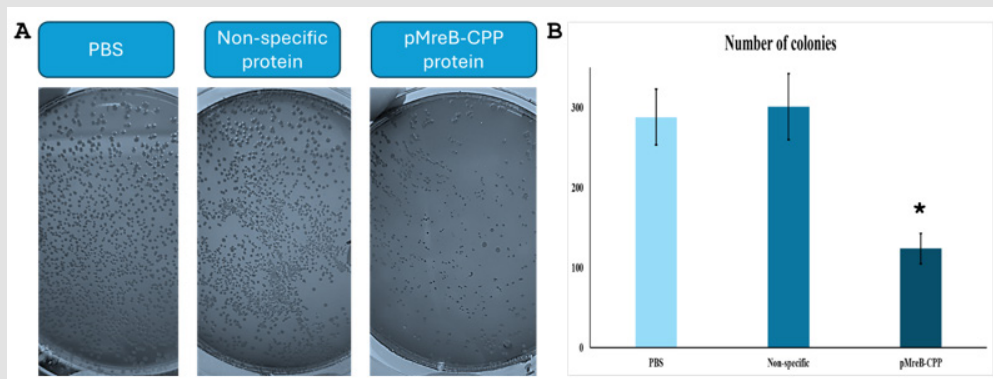 A
PBS
Non-specific
protein
pMreB-CPP
protein
B
Number of colonies
300
200
100
0
*
PBS
Non-specific
pMreB-CPP